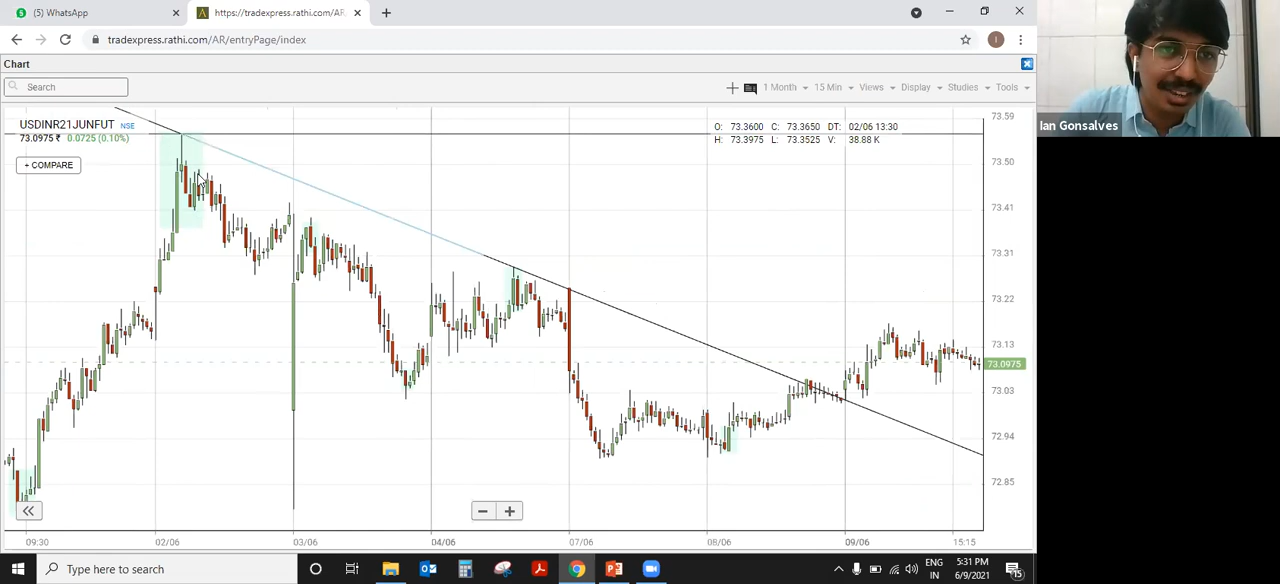 (5) WhatsApp
https://tradexpress.rathi.com/AR/
tradexpress.rathi.com/AR/entryPage/index
Chart
Search
1 Month
15 Min
Views
Display
Studies
Tools
USDINR21JUNFUT NSE
73.0975 ₹ 0.0725 (0.10%)
+ COMPARE
O: 73.3600 C: 73.3650 DT: 02/06 13:30
H: 73.3975 L: 73.3525 V: 38.88 K
73.59
73.50
73.41
73.31
73.22
73.13
73.0975
73.03
72.94
72.85
09:30
02/06
03/06
04/06
07/06
08/06
09/06
15:15
Ian Gonsalves
Type here to search
ENG
IN
5:31 PM
6/9/2021
15